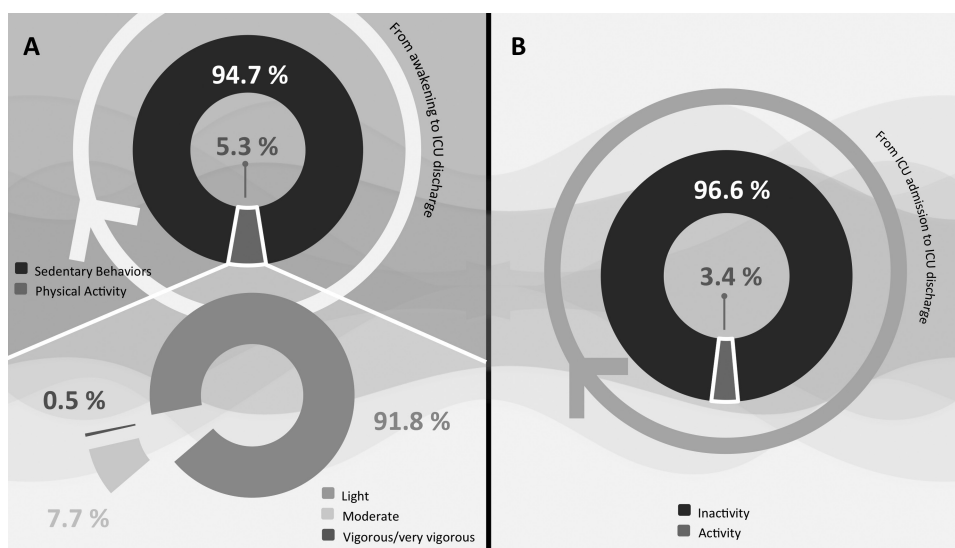 A
94.7 %
5.3 %
From awakening to ICU discharge
Sedentary Behaviors
Physical Activity
0.5 %
91.8 %
7.7 %
Light
Moderate
Vigorous/very vigorous
B
From ICU admission to ICU discharge
96.6 %
3.4 %
Inactivity
Activity